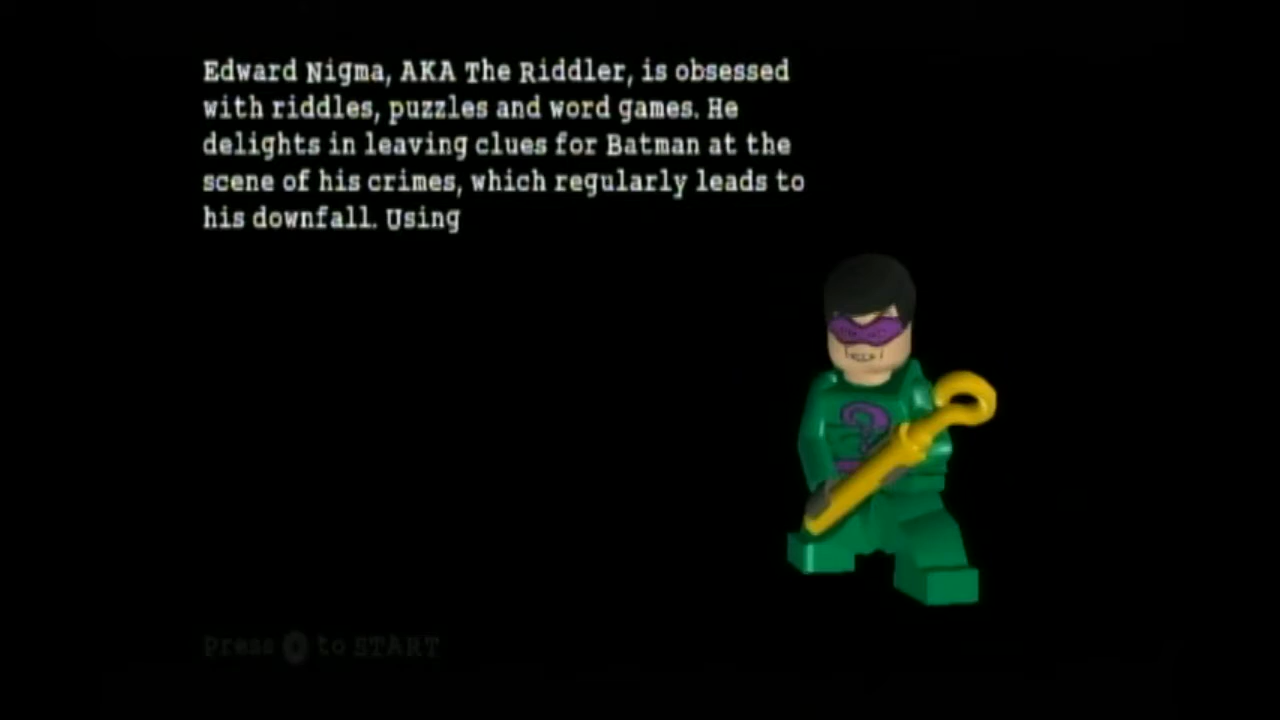 Edward Nigma, AKA The Riddler, is obsessed
with riddles, puzzles and word games. He
delights in leaving clues for Batman at the
scene of his crimes, which regularly leads to
his downfall. Using
Press to START